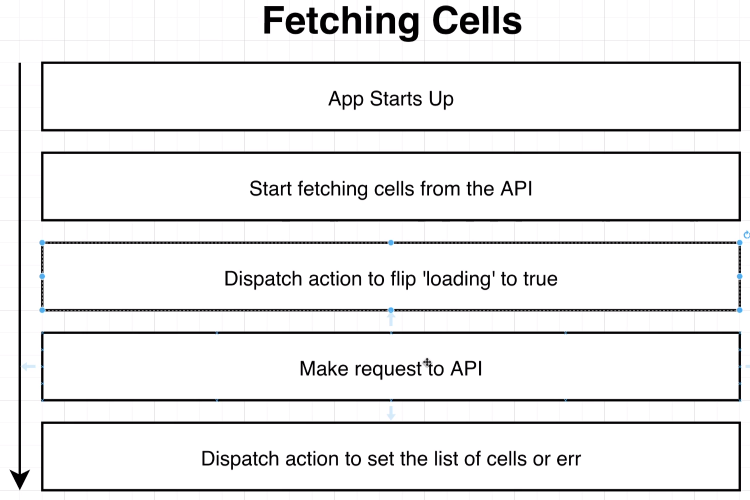 Fetching Cells
App Starts Up
Start fetching cells from the API
Dispatch action to flip 'loading' to true
Make request to API
Dispatch action to set the list of cells or err